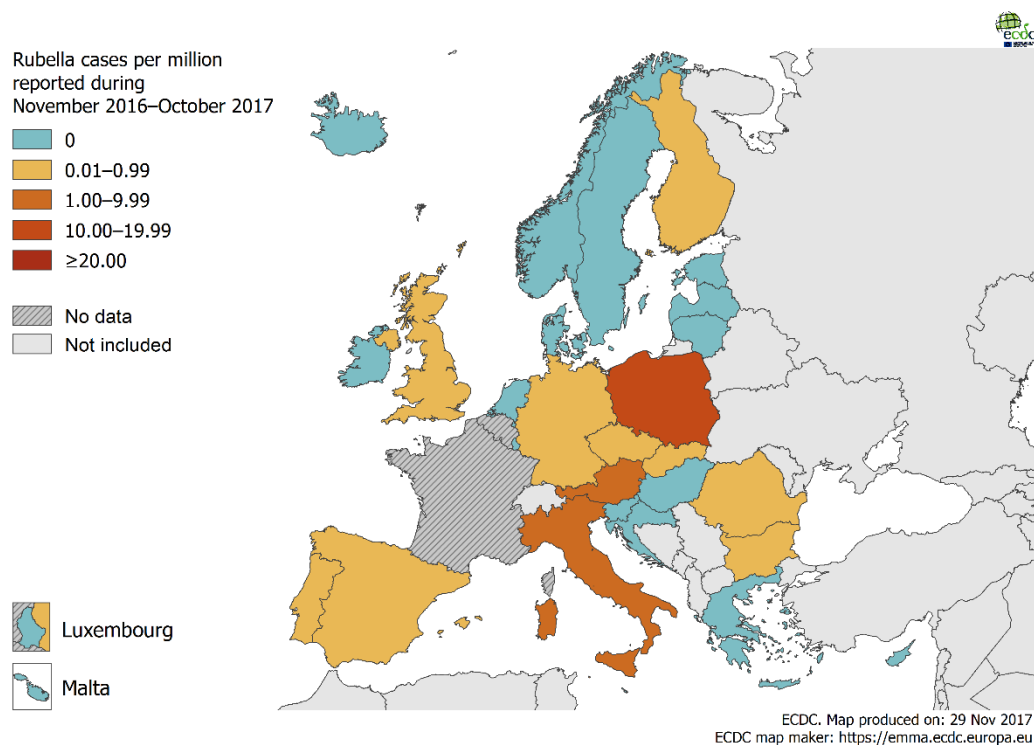 ecdc
Rubella cases per million
reported during
November 2016–October 2017
0
0.01–0.99
1.00–9.99
10.00–19.99
≥20.00
No data
Not included
Luxembourg
Malta
ECDC. Map produced on: 29 Nov 2017
ECDC map maker: https://emma.ecdc.europa.eu